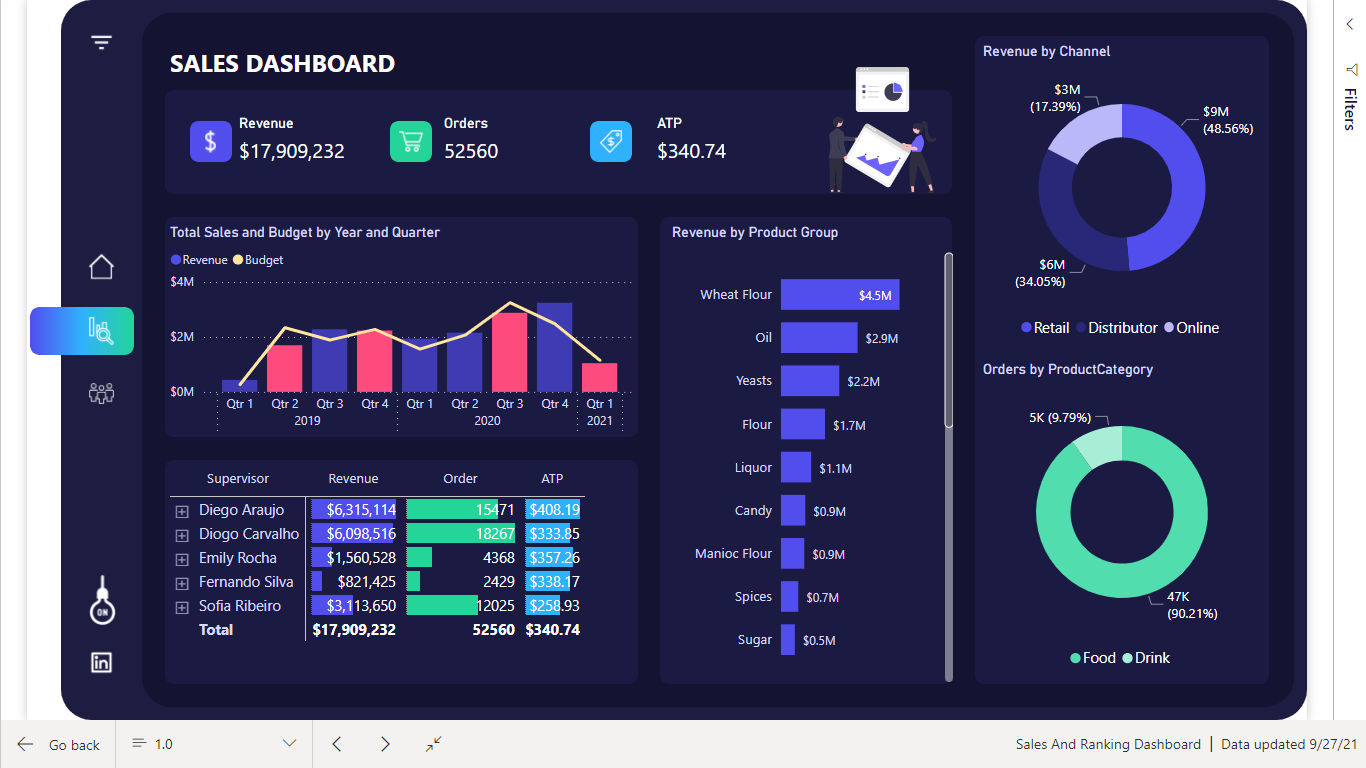 SALES DASHBOARD
Revenue
$17,909,232
Orders
52560
ATP
$340.74
Total Sales and Budget by Year and Quarter
Revenue Budget
$4M
$2M
$0M
Qtr 1 Qtr 2 Qtr 3 Qtr 4 Qtr 1 Qtr 2 Qtr 3 Qtr 4 Qtr 1
2019 2020 2021
Supervisor Revenue Order ATP
Diego Araujo $6,315,114 15471 $408.19
Diogo Carvalho $6,098,516 18267 $333.85
Emily Rocha $1,560,528 4368 $357.26
Fernando Silva $821,425 2429 $338.17
Sofia Ribeiro $3,113,650 12025 $258.93
Total $17,909,232 52560 $340.74
Revenue by Product Group
Wheat Flour $4.5M
Oil $2.9M
Yeasts $2.2M
Flour $1.7M
Liquor $1.1M
Candy $0.9M
Manioc Flour $0.9M
Spices $0.7M
Sugar $0.5M
Revenue by Channel
$3M
(17.39%)
$9M
(48.56%)
$6M
(34.05%)
Retail Distributor Online
Orders by ProductCategory
5K (9.79%)
47K
(90.21%)
Food Drink
ON
in
Filters
Go back
1.0
Sales And Ranking Dashboard | Data updated 9/27/21